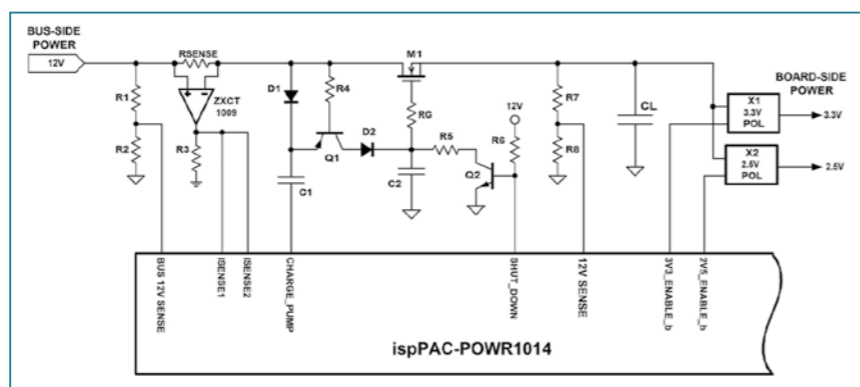 BUS-SIDE
POWER
12V
RSENSE
M1
R1
ZXCT
1009
D1
R4
RG
R7
CL
BOARD-SIDE
POWER
X1
3.3V
POL
3.3V
X2
2.5V
POL
2.5V
R2
R3
Q1
D2
R5
12V
R6
R8
C1
C2
Q2
BUS 12V SENSE
ISENSE1
ISENSE2
CHARGE_PUMP
SHUT_DOWN
12V SENSE
3V3_ENABLE_b
2V5_ENABLE_b
ispPAC-POWR1014